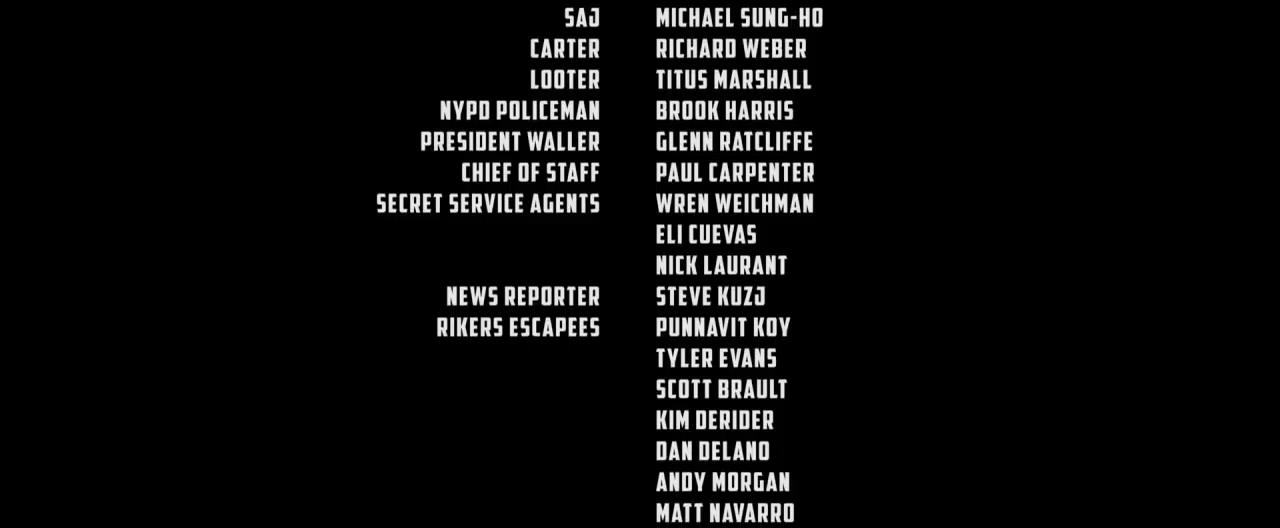 SAJ MICHAEL SUNG-HO
CARTER RICHARD WEBER
LOOTER TITUS MARSHALL
NYPD POLICEMAN BROOK HARRIS
PRESIDENT WALLER GLENN RATCLIFFE
CHIEF OF STAFF PAUL CARPENTER
SECRET SERVICE AGENTS WREN WEICHMAN
ELI CUEVAS
NICK LAURANT
NEWS REPORTER STEVE KUZJ
RIKERS ESCAPEES PUNNAVIT KOY
TYLER EVANS
SCOTT BRAULT
KIM DERIDER
DAN DELANO
ANDY MORGAN
MATT NAVARRO